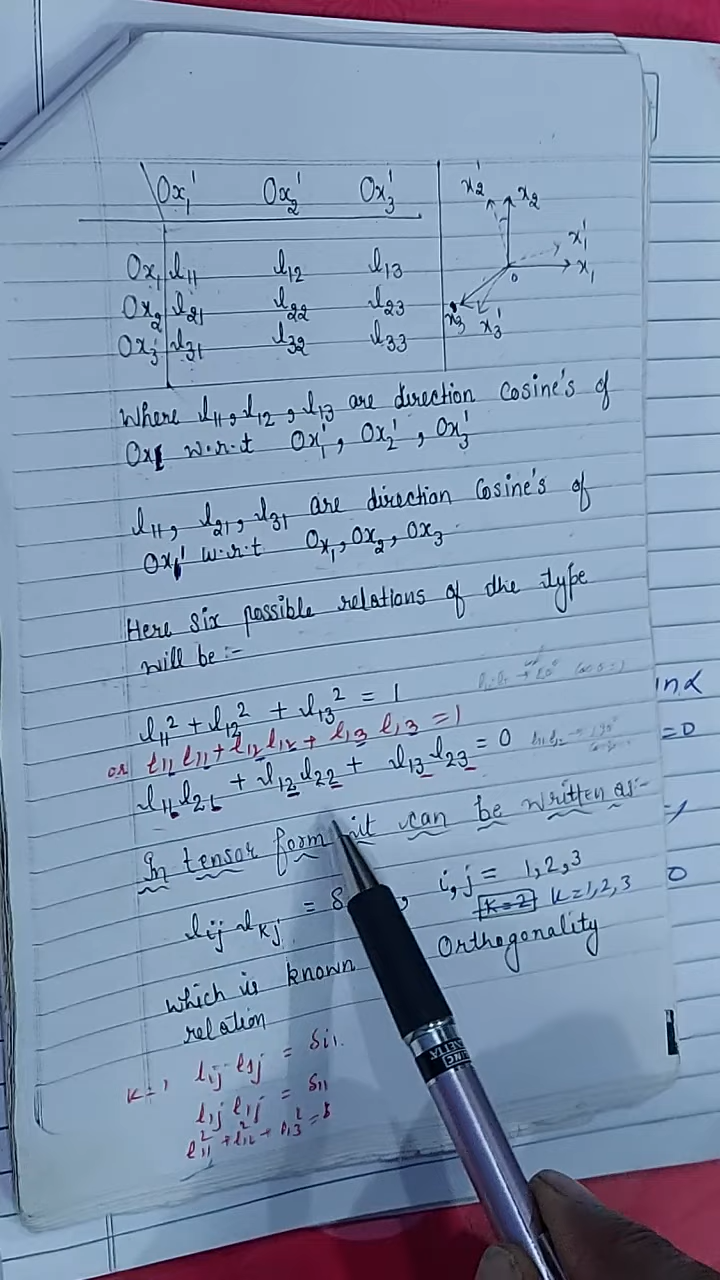 Ox₁' Ox₂' Ox₃'
Ox₁ l₁₁ l₁₂ l₁₃
Ox₂ l₂₁ l₂₂ l₂₃
Ox₃ l₃₁ l₃₂ l₃₃
x₂' x₂
x₁'
x₁
o
x₃ x₃'
Where l₁₁, l₁₂, l₁₃ are direction Cosine's of
Ox₁ w.r.t Ox₁', Ox₂', Ox₃'
l₁₁, l₂₁, l₃₁ are direction Cosine's of
Ox₁' w.r.t Ox₁, Ox₂, Ox₃
Here six possible relations of the type
will be:-
l₁₁² + l₁₂² + l₁₃² = 1
or l₁₁ l₁₁ + l₁₂ l₁₂ + l₁₃ l₁₃ = 1
l₁₁ l₂₁ + l₁₂ l₂₂ + l₁₃ l₂₃ = 0
In tensor form it can be written as:-
lᵢⱼ lₖⱼ = δ , i, j = 1, 2, 3
k = 1, 2, 3
which is known Orthogonality
relation
k=1 lᵢⱼ l₁ⱼ = δᵢ₁
l₁ⱼ l₁ⱼ = δ₁₁
l₁₁² + l₁₂² + l₁₃² =
in α
=0
0